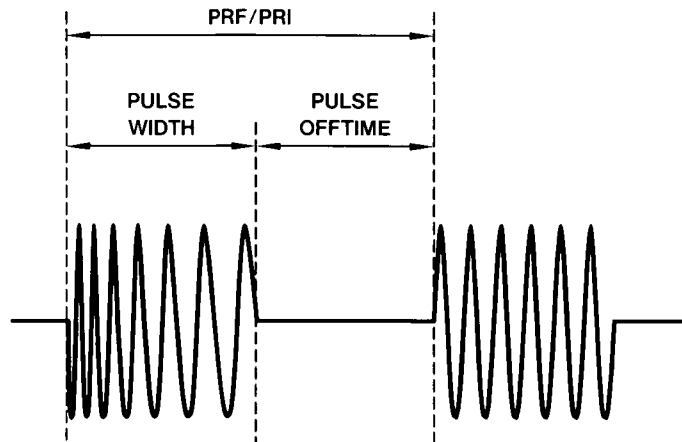 PRF/PRI
PULSE
WIDTH
PULSE
OFFTIME